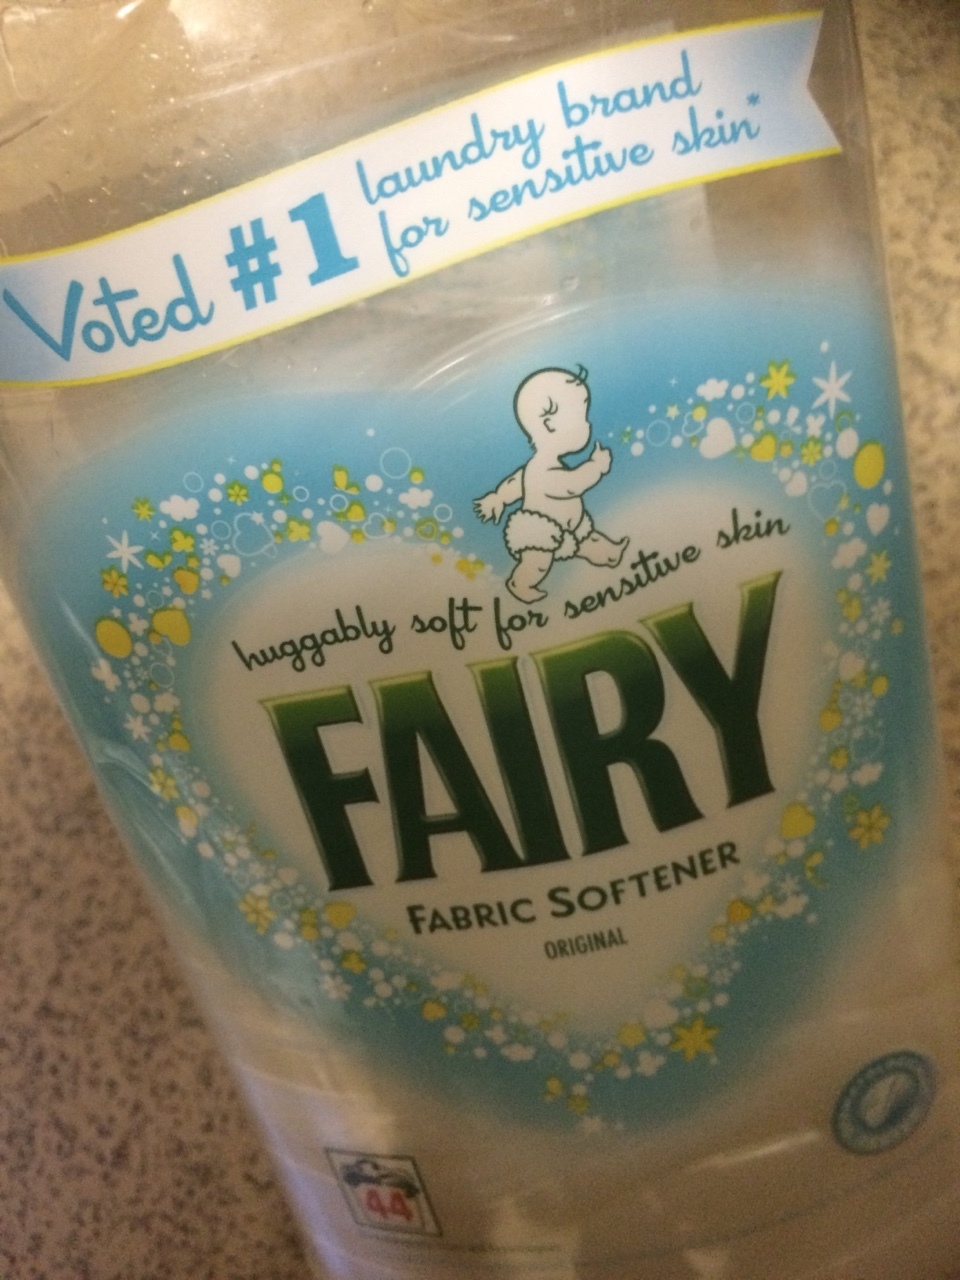 Voted #1 laundry brand
for sensitive skin*
huggably soft for sensitive skin
FAIRY
FABRIC SOFTENER
ORIGINAL
44